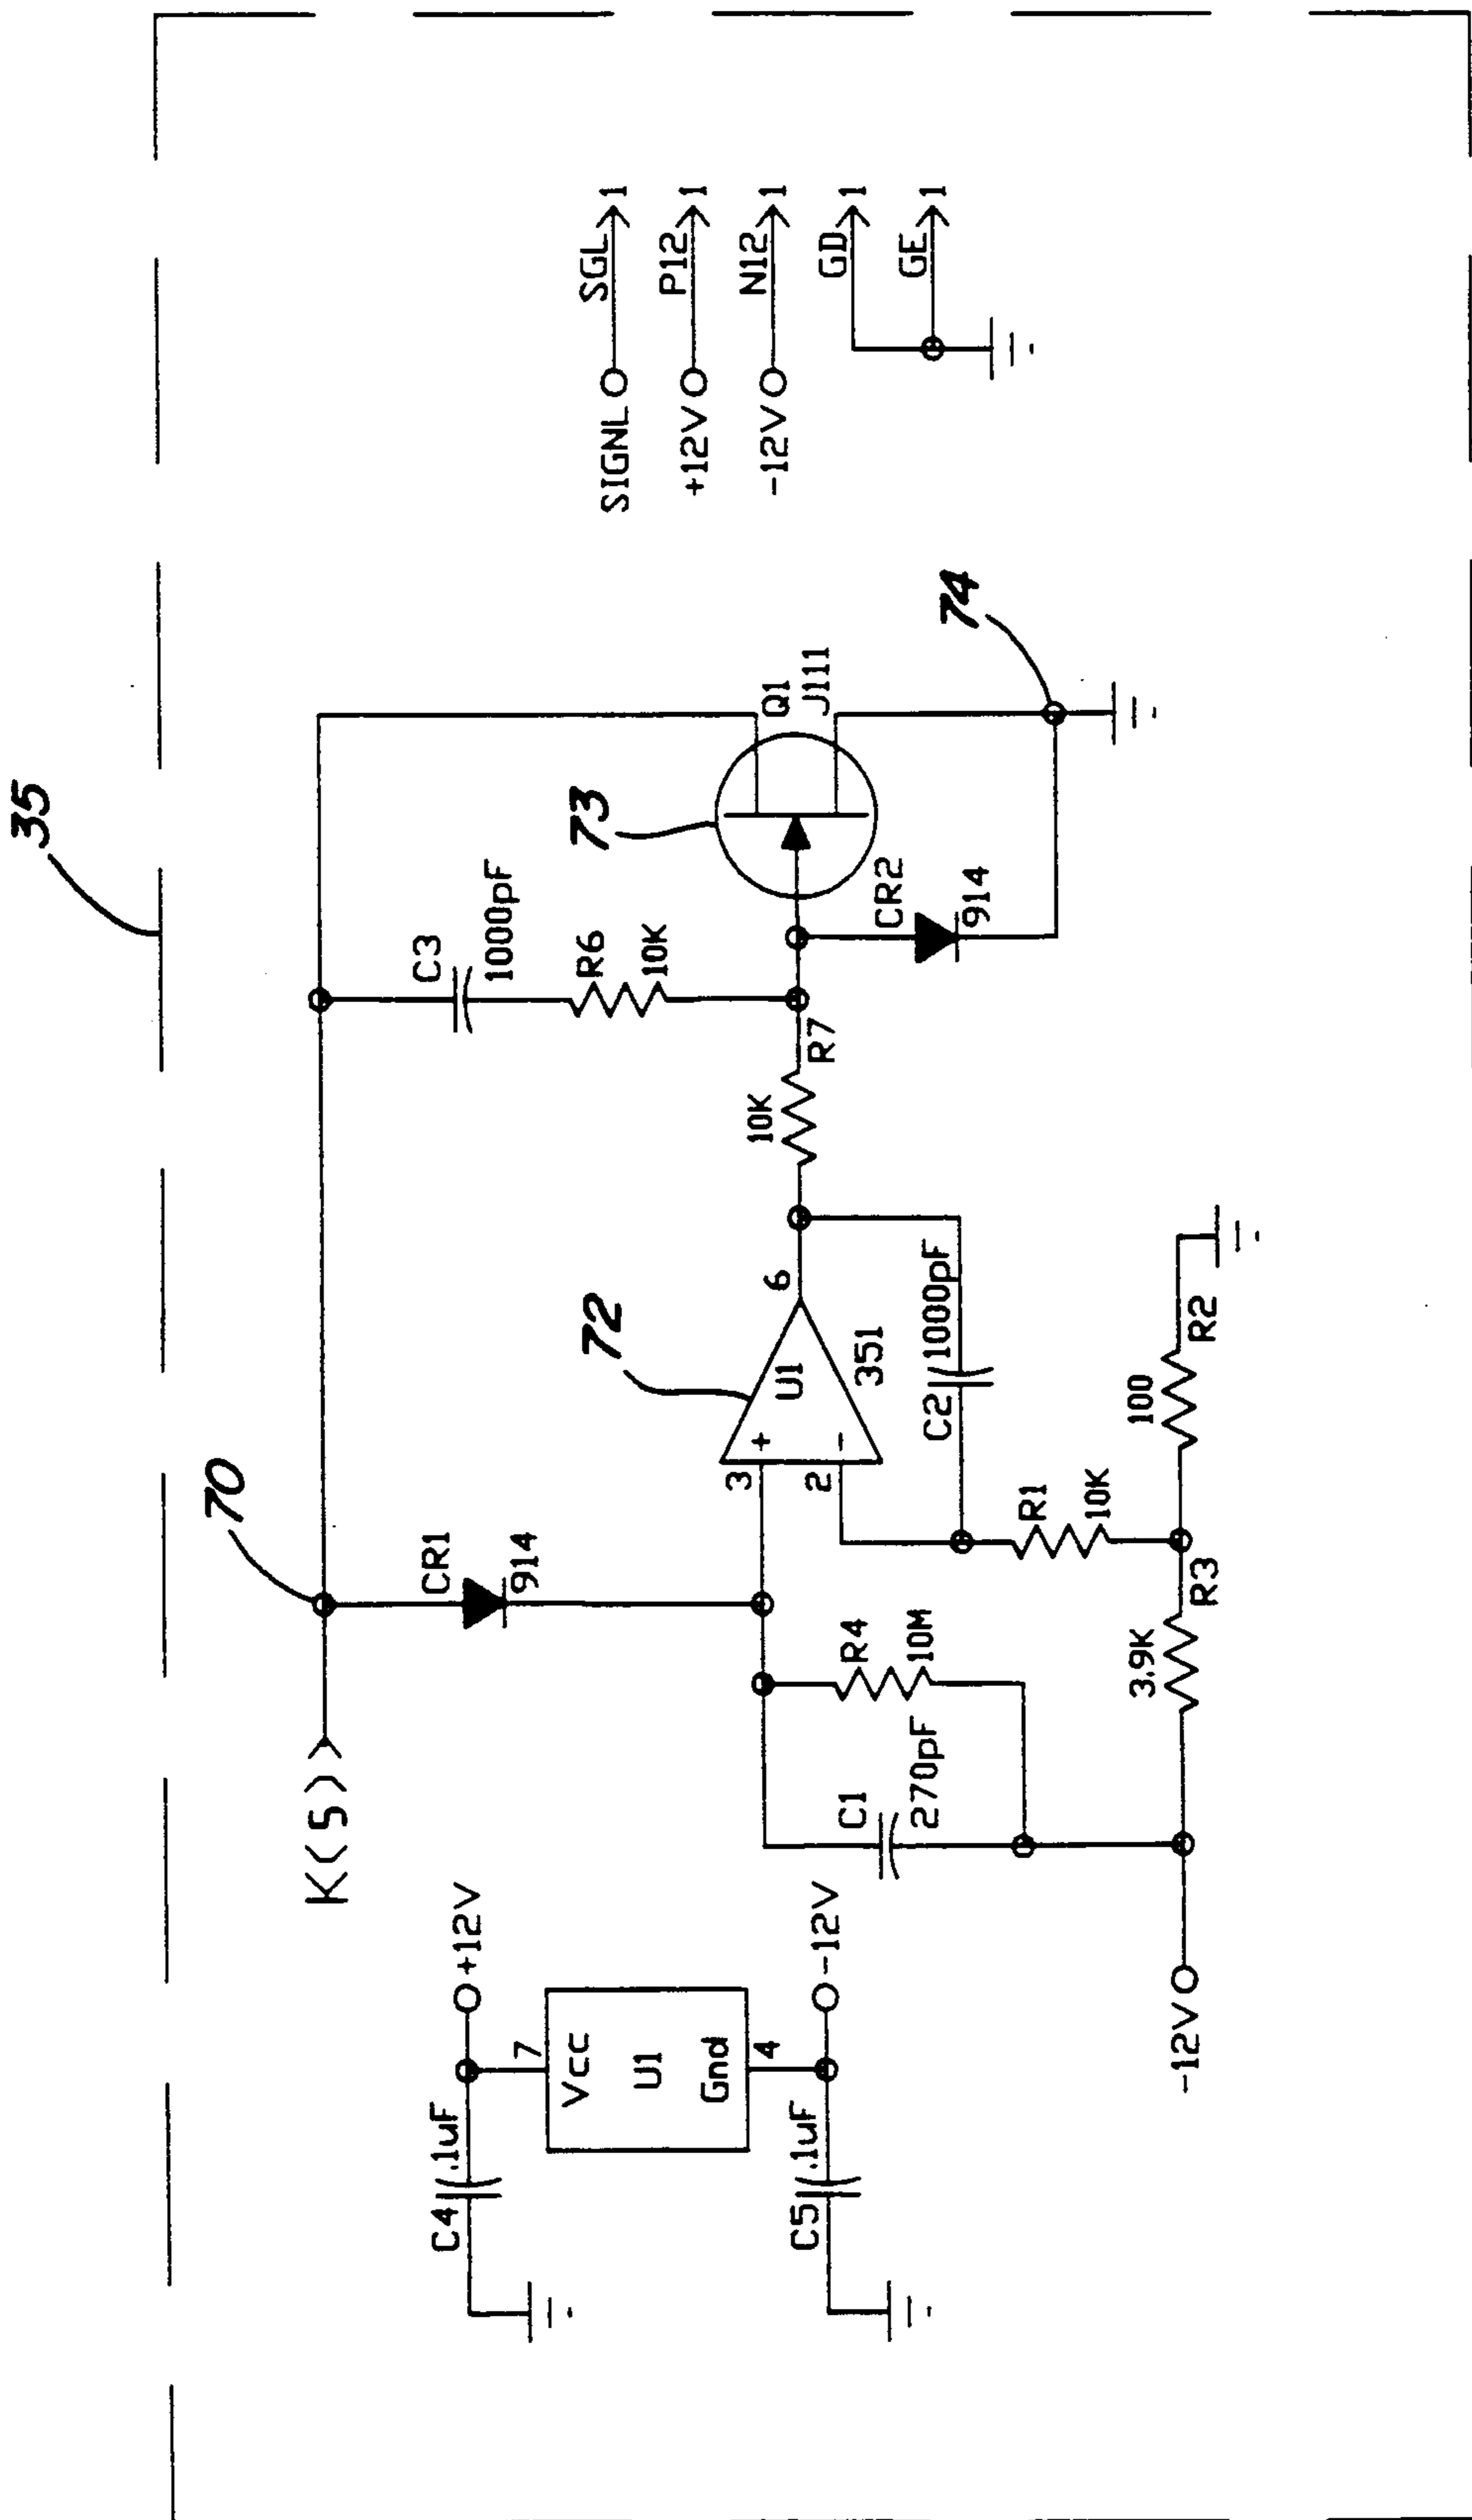 35
70
K(5)
CR1
914
C3
1000pF
R6
10K
73
Q1
J111
SIGNL
SGL
1
+12V
P12
1
-12V
N12
1
GD
1
GE
1
C4
.1uF
+12V
7
Vcc
U1
Gnd
4
C5
.1uF
-12V
C1
270pF
R4
10M
3
+
2
-
U1
6
351
72
C2
1000pF
10K
R7
CR2
914
74
R1
10K
-12V
3.9K
R3
100
R2